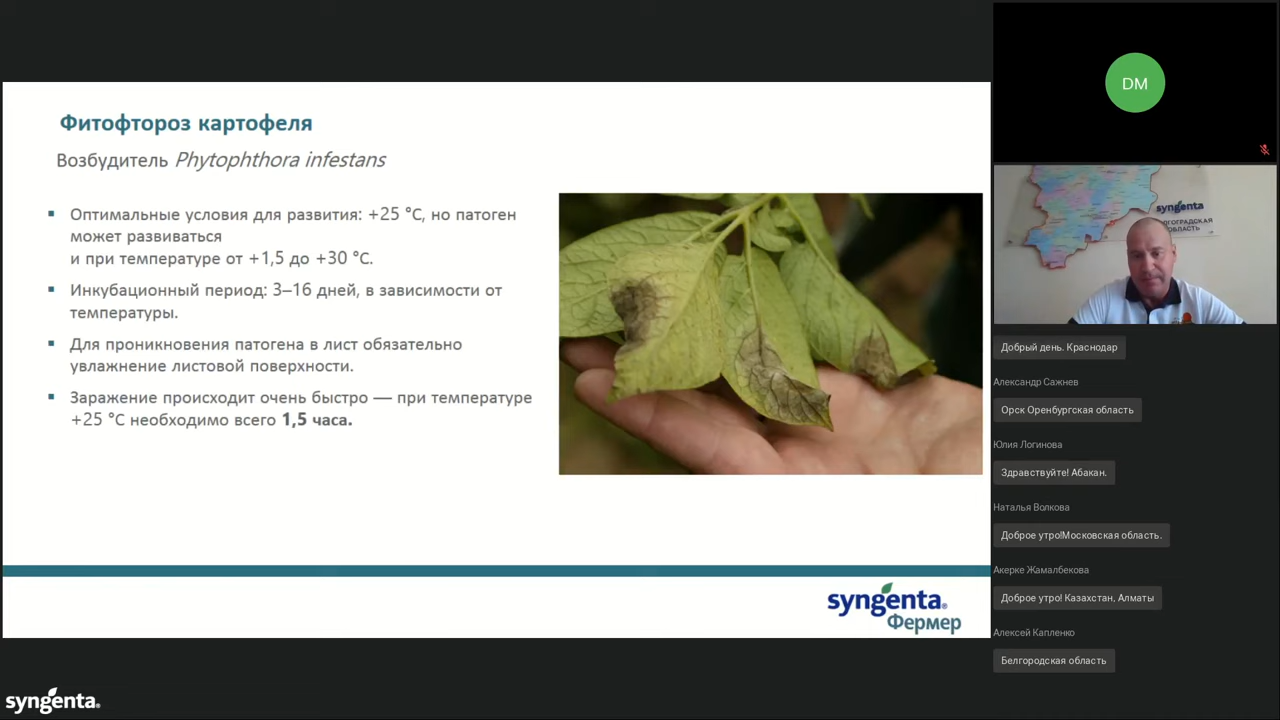 Фитофтороз картофеля
Возбудитель Phytophthora infestans
▪ Оптимальные условия для развития: +25 °C, но патоген
может развиваться
и при температуре от +1,5 до +30 °C.
▪ Инкубационный период: 3–16 дней, в зависимости от
температуры.
▪ Для проникновения патогена в лист обязательно
увлажнение листовой поверхности.
▪ Заражение происходит очень быстро — при температуре
+25 °C необходимо всего 1,5 часа.
syngenta®
Фермер
syngenta®
DM
syngenta
ОБЛАСТЬ
Добрый день. Краснодар
Александр Сажнев
Орск Оренбургская область
Юлия Логинова
Здравствуйте! Абакан.
Наталья Волкова
Доброе утро!Московская область.
Акерке Жамалбекова
Доброе утро! Казахстан, Алматы
Алексей Капленко
Белгородская область